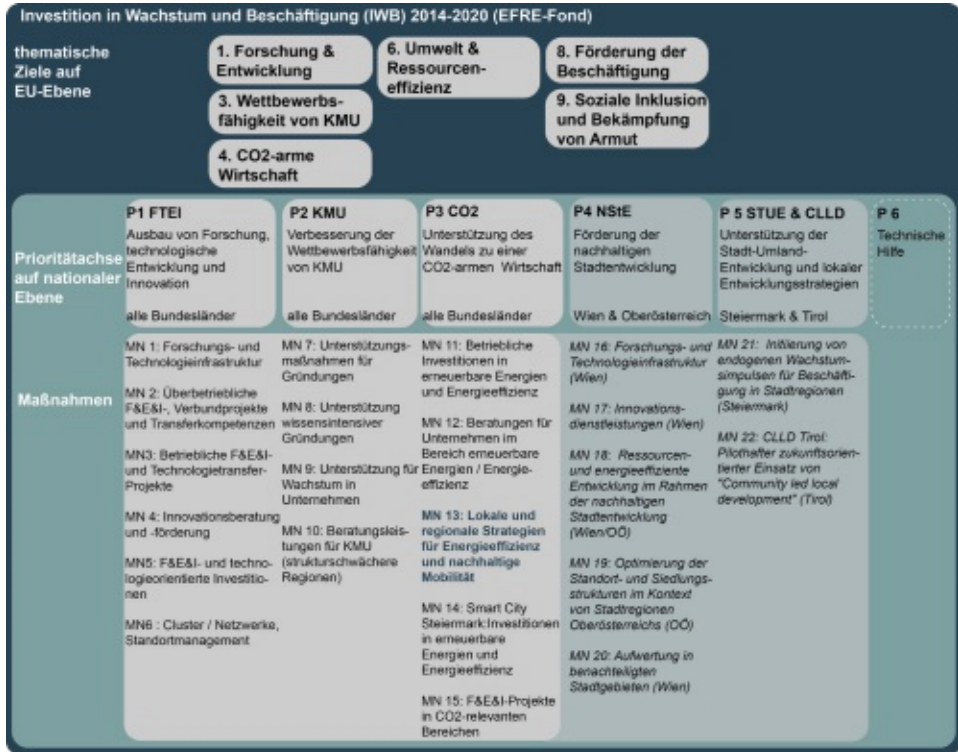 Investition in Wachstum und Beschäftigung (IWB) 2014-2020 (EFRE-Fond)
thematische
Ziele auf
EU-Ebene
1. Forschung &
Entwicklung
3. Wettbewerbs-
fähigkeit von KMU
4. CO2-arme
Wirtschaft
6. Umwelt &
Ressourcen-
effizienz
8. Förderung der
Beschäftigung
9. Soziale Inklusion
und Bekämpfung
von Armut
Prioritätachse
auf nationaler
Ebene
P1 FTEI
Ausbau von Forschung,
technologische
Entwicklung und
Innovation
alle Bundesländer
P2 KMU
Verbesserung der
Wettbewerbsfähigkeit
von KMU
alle Bundesländer
P3 CO2
Unterstützung des
Wandels zu einer
CO2-armen Wirtschaft
alle Bundesländer
P4 NStE
Förderung der
nachhaltigen
Stadtentwicklung
Wien & Oberösterreich
P 5 STUE & CLLD
Unterstützung der
Stadt-Umland-
Entwicklung und lokaler
Entwicklungsstrategien
Steiermark & Tirol
P 6
Technische
Hilfe
Maßnahmen
MN 1: Forschungs- und
Technologieinfrastruktur
MN 2: Überbetriebliche
F&E&I-, Verbundprojekte
und Transferkompetenzen
MN3: Betriebliche F&E&I-
und Technologietransfer-
Projekte
MN 4: Innovationsberatung
und -förderung
MN5: F&E&I- und techno-
logieorientierte Investitio-
nen
MN6 : Cluster / Netzwerke,
Standortmanagement
MN 7: Unterstützungs-
maßnahmen für
Gründungen
MN 8: Unterstützung
wissensintensiver
Gründungen
MN 9: Unterstützung für
Wachstum in
Unternehmen
MN 10: Beratungsleis-
tungen für KMU
(strukturschwächere
Regionen)
MN 11: Betriebliche
Investitionen in
erneuerbare Energien
und Energieeffizienz
MN 12: Beratungen für
Unternehmen im
Bereich erneuerbare
Energien / Energie-
effizienz
MN 13: Lokale und
regionale Strategien
für Energieeffizienz
und nachhaltige
Mobilität
MN 14: Smart City
Steiermark:Investitionen
in erneuerbare
Energien und
Energieeffizienz
MN 15: F&E&I-Projekte
in CO2-relevanten
Bereichen
MN 16: Forschungs- und
Technologieinfrastruktur
(Wien)
MN 17: Innovations-
dienstleistungen (Wien)
MN 18: Ressourcen-
und energieeffiziente
Entwicklung im Rahmen
der nachhaltigen
Stadtentwicklung
(Wien/OÖ)
MN 19: Optimierung der
Standort- und Siedlungs-
strukturen im Kontext
von Stadtregionen
Oberösterreichs (OÖ)
MN 20: Aufwertung in
benachteiligten
Stadtgebieten (Wien)
MN 21: Initiierung von
endogenen Wachstum-
simpulsen für Beschäfti-
gung in Stadtregionen
(Steiermark)
MN 22: CLLD Tirol:
Pilothafter zukunftsorien-
tierter Einsatz von
"Community led local
development" (Tirol)